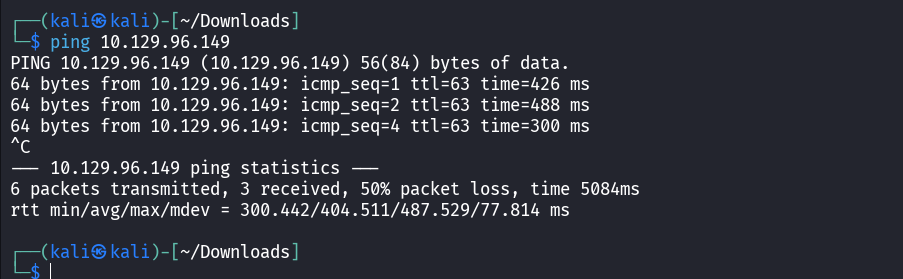 ┌──(kali㉿kali)-[~/Downloads]
└─$ ping 10.129.96.149
PING 10.129.96.149 (10.129.96.149) 56(84) bytes of data.
64 bytes from 10.129.96.149: icmp_seq=1 ttl=63 time=426 ms
64 bytes from 10.129.96.149: icmp_seq=2 ttl=63 time=488 ms
64 bytes from 10.129.96.149: icmp_seq=4 ttl=63 time=300 ms
^C
--- 10.129.96.149 ping statistics ---
6 packets transmitted, 3 received, 50% packet loss, time 5084ms
rtt min/avg/max/mdev = 300.442/404.511/487.529/77.814 ms
┌──(kali㉿kali)-[~/Downloads]
└─$